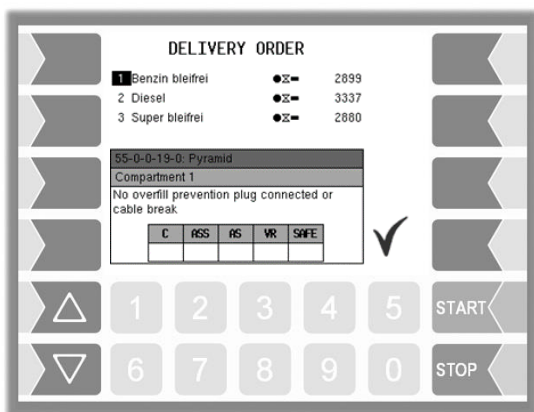 DELIVERY ORDER
1 Benzin bleifrei 2899
2 Diesel 3337
3 Super bleifrei 2880
55-0-0-19-0: Pyramid
Compartment 1
No overfill prevention plug connected or
cable break
C ASS AS VR SAFE
1 2 3 4 5 START
6 7 8 9 0 STOP